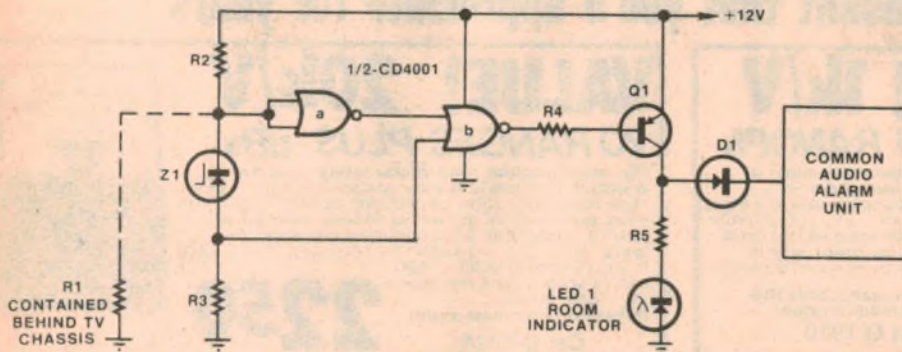 +12V
R2
1/2-CD4001
a
b
R4
Q1
D1
COMMON
AUDIO
ALARM
UNIT
Z1
R5
R1
CONTAINED
BEHIND TV
CHASSIS
R3
LED 1
ROOM
INDICATOR
λ